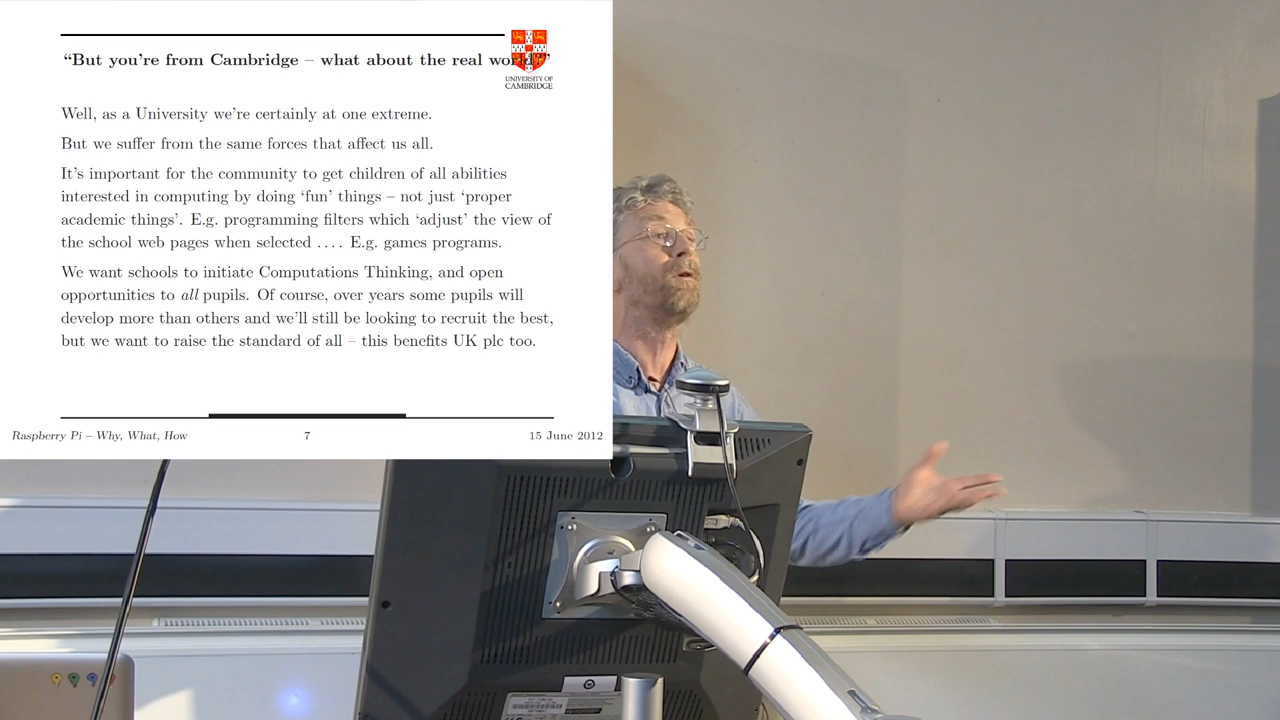 “But you're from Cambridge – what about the real world?”
UNIVERSITY OF
CAMBRIDGE
Well, as a University we're certainly at one extreme.
But we suffer from the same forces that affect us all.
It's important for the community to get children of all abilities
interested in computing by doing ‘fun’ things – not just ‘proper
academic things’. E.g. programming filters which ‘adjust’ the view of
the school web pages when selected .... E.g. games programs.
We want schools to initiate Computations Thinking, and open
opportunities to all pupils. Of course, over years some pupils will
develop more than others and we'll still be looking to recruit the best,
but we want to raise the standard of all – this benefits UK plc too.
Raspberry Pi – Why, What, How
7
15 June 2012